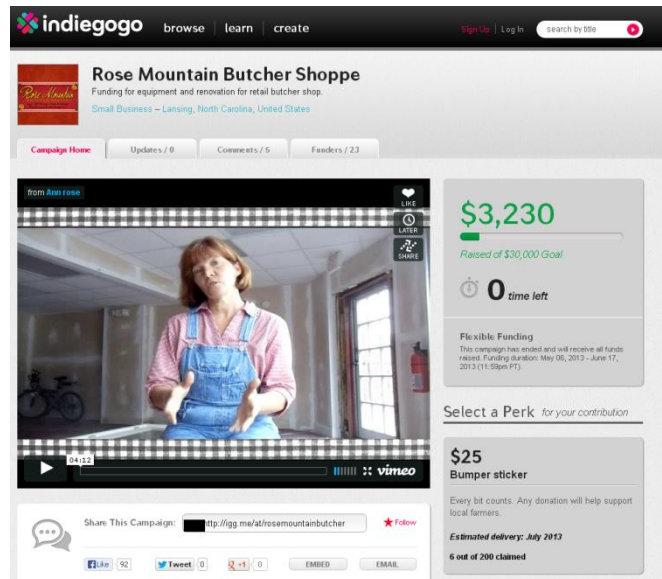 indiegogo browse learn create Sign Up Log In search by title
Rose Mountain
Rose Mountain Butcher Shoppe
Funding for equipment and renovation for retail butcher shop.
Small Business – Lansing, North Carolina, United States
Campaign Home Updates / 0 Comments / 5 Funders / 23
from Ann rose
LIKE
LATER
SHARE
04:12
vimeo
$3,230
Raised of $30,000 Goal
0 time left
Flexible Funding
This campaign has ended and will receive all funds
raised. Funding duration: May 08, 2013 - June 17,
2013 (11:59pm PT).
Select a Perk for your contribution
$25
Bumper sticker
Every bit counts. Any donation will help support
local farmers.
Estimated delivery: July 2013
6 out of 200 claimed
Share This Campaign: http://igg.me/at/rosemountainbutcher Follow
Like 92 Tweet 0 +1 0 EMBED EMAIL